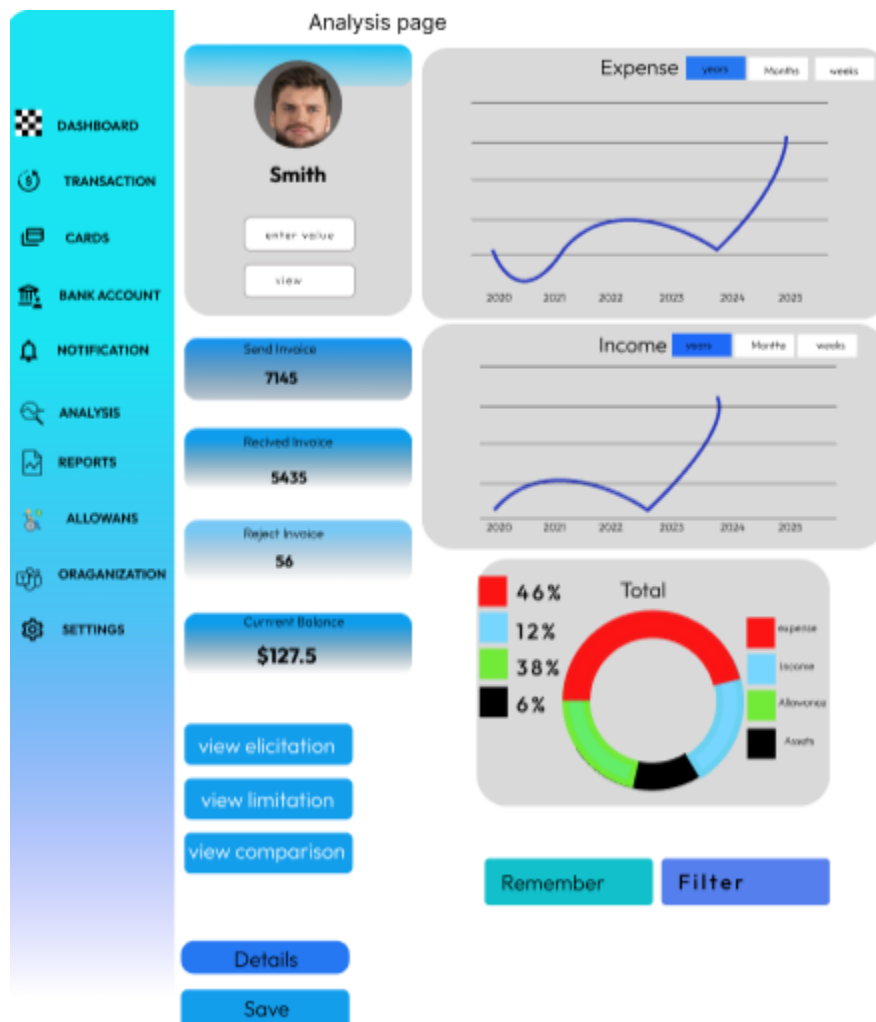 Analysis page
DASHBOARD
TRANSACTION
CARDS
BANK ACCOUNT
NOTIFICATION
ANALYSIS
REPORTS
ALLOWANS
ORAGANIZATION
SETTINGS
Smith
enter value
view
Send Invoice
7145
Recived Invoice
5435
Reject Invoice
56
Currrent Balance
$127.5
view elicitation
view limitation
view comparison
Details
Save
Expense years Months weeks
2020 2021 2022 2023 2024 2025
Income years Months weeks
2020 2021 2022 2023 2024 2025
Total
46%
12%
38%
6%
expense
Income
Allowance
Assets
Remember Filter